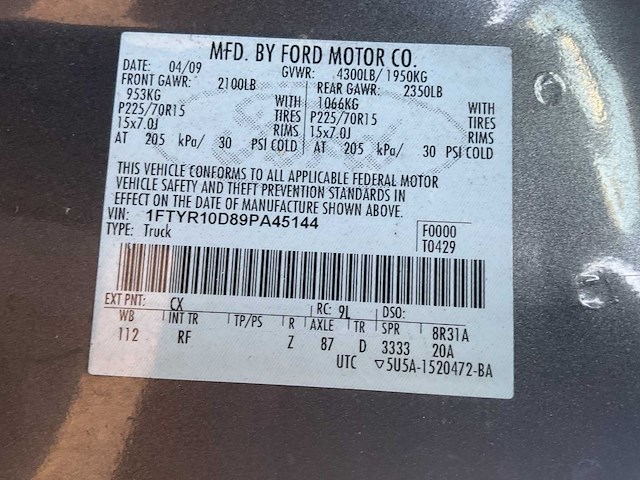 MFD. BY FORD MOTOR CO.
DATE: 04/09 GVWR: 4300LB/ 1950KG
FRONT GAWR: 2100LB REAR GAWR: 2350LB
953KG WITH 1066KG WITH
P225/70R15 TIRES P225/70R15 TIRES
15x7.0J RIMS 15x7.0J RIMS
AT 205 kPa/ 30 PSI COLD AT 205 kPa/ 30 PSI COLD
THIS VEHICLE CONFORMS TO ALL APPLICABLE FEDERAL MOTOR
VEHICLE SAFETY AND THEFT PREVENTION STANDARDS IN
EFFECT ON THE DATE OF MANUFACTURE SHOWN ABOVE.
VIN: 1FTYR10D89PA45144 F0000
TYPE: Truck T0429
EXT PNT: CX RC: 9L DSO:
WB INT TR TP/PS R AXLE TR SPR 8R31A
112 RF Z 87 D 3333 20A
UTC ▽5U5A-1520472-BA